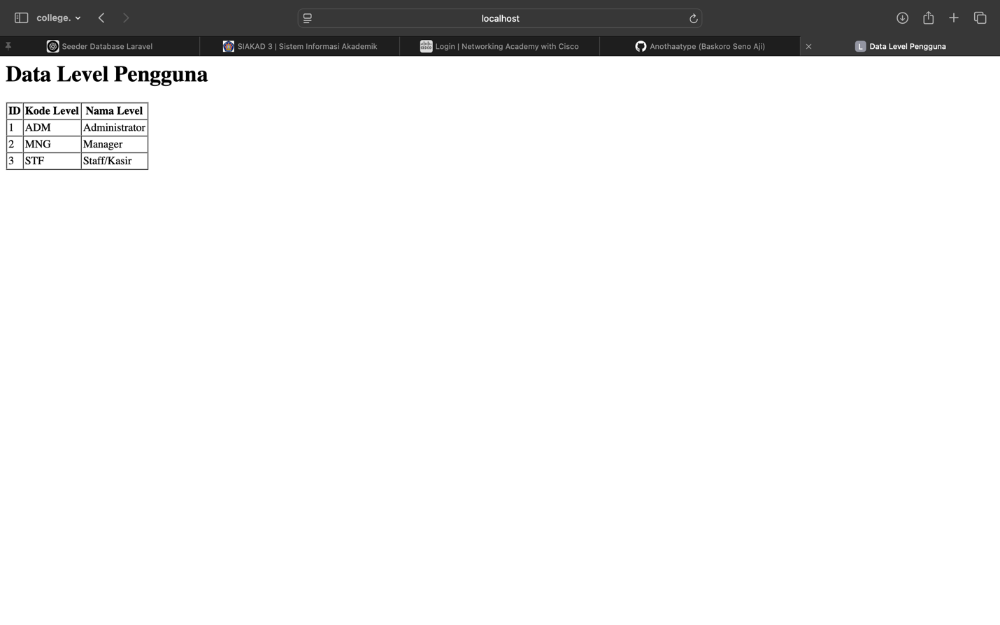 college.
localhost
Seeder Database Laravel
SIAKAD 3 | Sistem Informasi Akademik
Login | Networking Academy with Cisco
Anothaatype (Baskoro Seno Aji)
L Data Level Pengguna
Data Level Pengguna
ID Kode Level Nama Level
1 ADM Administrator
2 MNG Manager
3 STF Staff/Kasir